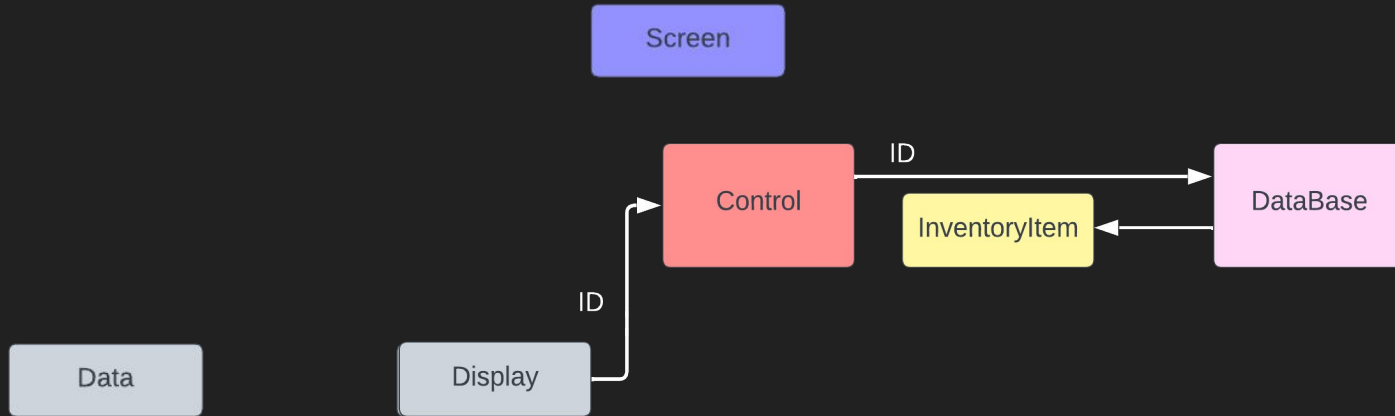 Screen
ID
Control
DataBase
InventoryItem
ID
Data
Display